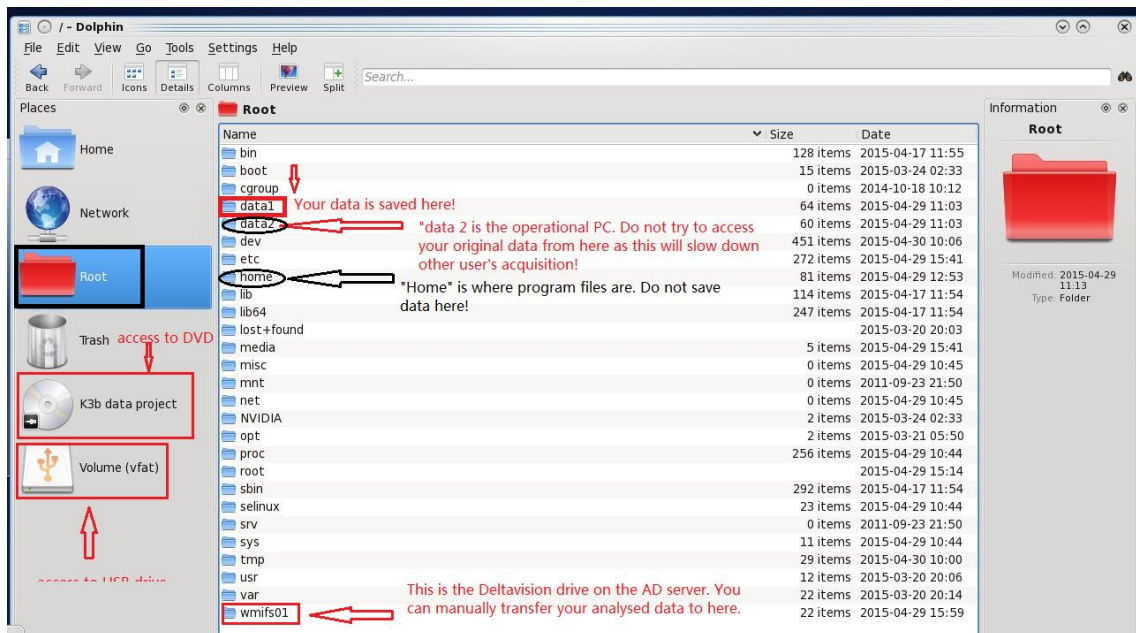 / - Dolphin
File Edit View Go Tools Settings Help
Back Forward Icons Details Columns Preview Split Search...
Places
Home
Network
Root
Trash
access to DVD
K3b data project
Volume (vfat)
access to USB drive
Root
Name Size Date
bin 128 items 2015-04-17 11:55
boot 15 items 2015-03-24 02:33
cgroup 0 items 2014-10-18 10:12
data1 64 items 2015-04-29 11:03
Your data is saved here!
data2 60 items 2015-04-29 11:03
"data 2 is the operational PC. Do not try to access
your original data from here as this will slow down
other user's acquisition!
dev 451 items 2015-04-30 10:06
etc 272 items 2015-04-29 15:41
home 81 items 2015-04-29 12:53
"Home" is where program files are. Do not save
data here!
lib 114 items 2015-04-17 11:54
lib64 247 items 2015-04-17 11:54
lost+found 2015-03-20 20:03
media 5 items 2015-04-29 15:41
misc 0 items 2015-04-29 10:45
mnt 0 items 2011-09-23 21:50
net 0 items 2015-04-29 10:45
NVIDIA 2 items 2015-03-24 02:33
opt 2 items 2015-03-21 05:50
proc 256 items 2015-04-29 10:44
root 2015-04-29 15:14
sbin 292 items 2015-04-17 11:54
selinux 23 items 2015-04-29 10:44
srv 0 items 2011-09-23 21:50
sys 11 items 2015-04-29 10:44
tmp 29 items 2015-04-30 10:00
usr 12 items 2015-03-20 20:06
var 22 items 2015-03-20 20:14
wmifs01 22 items 2015-04-29 15:59
This is the Deltavision drive on the AD server. You
can manually transfer your analysed data to here.
Information
Root
Modified: 2015-04-29
11:13
Type: Folder